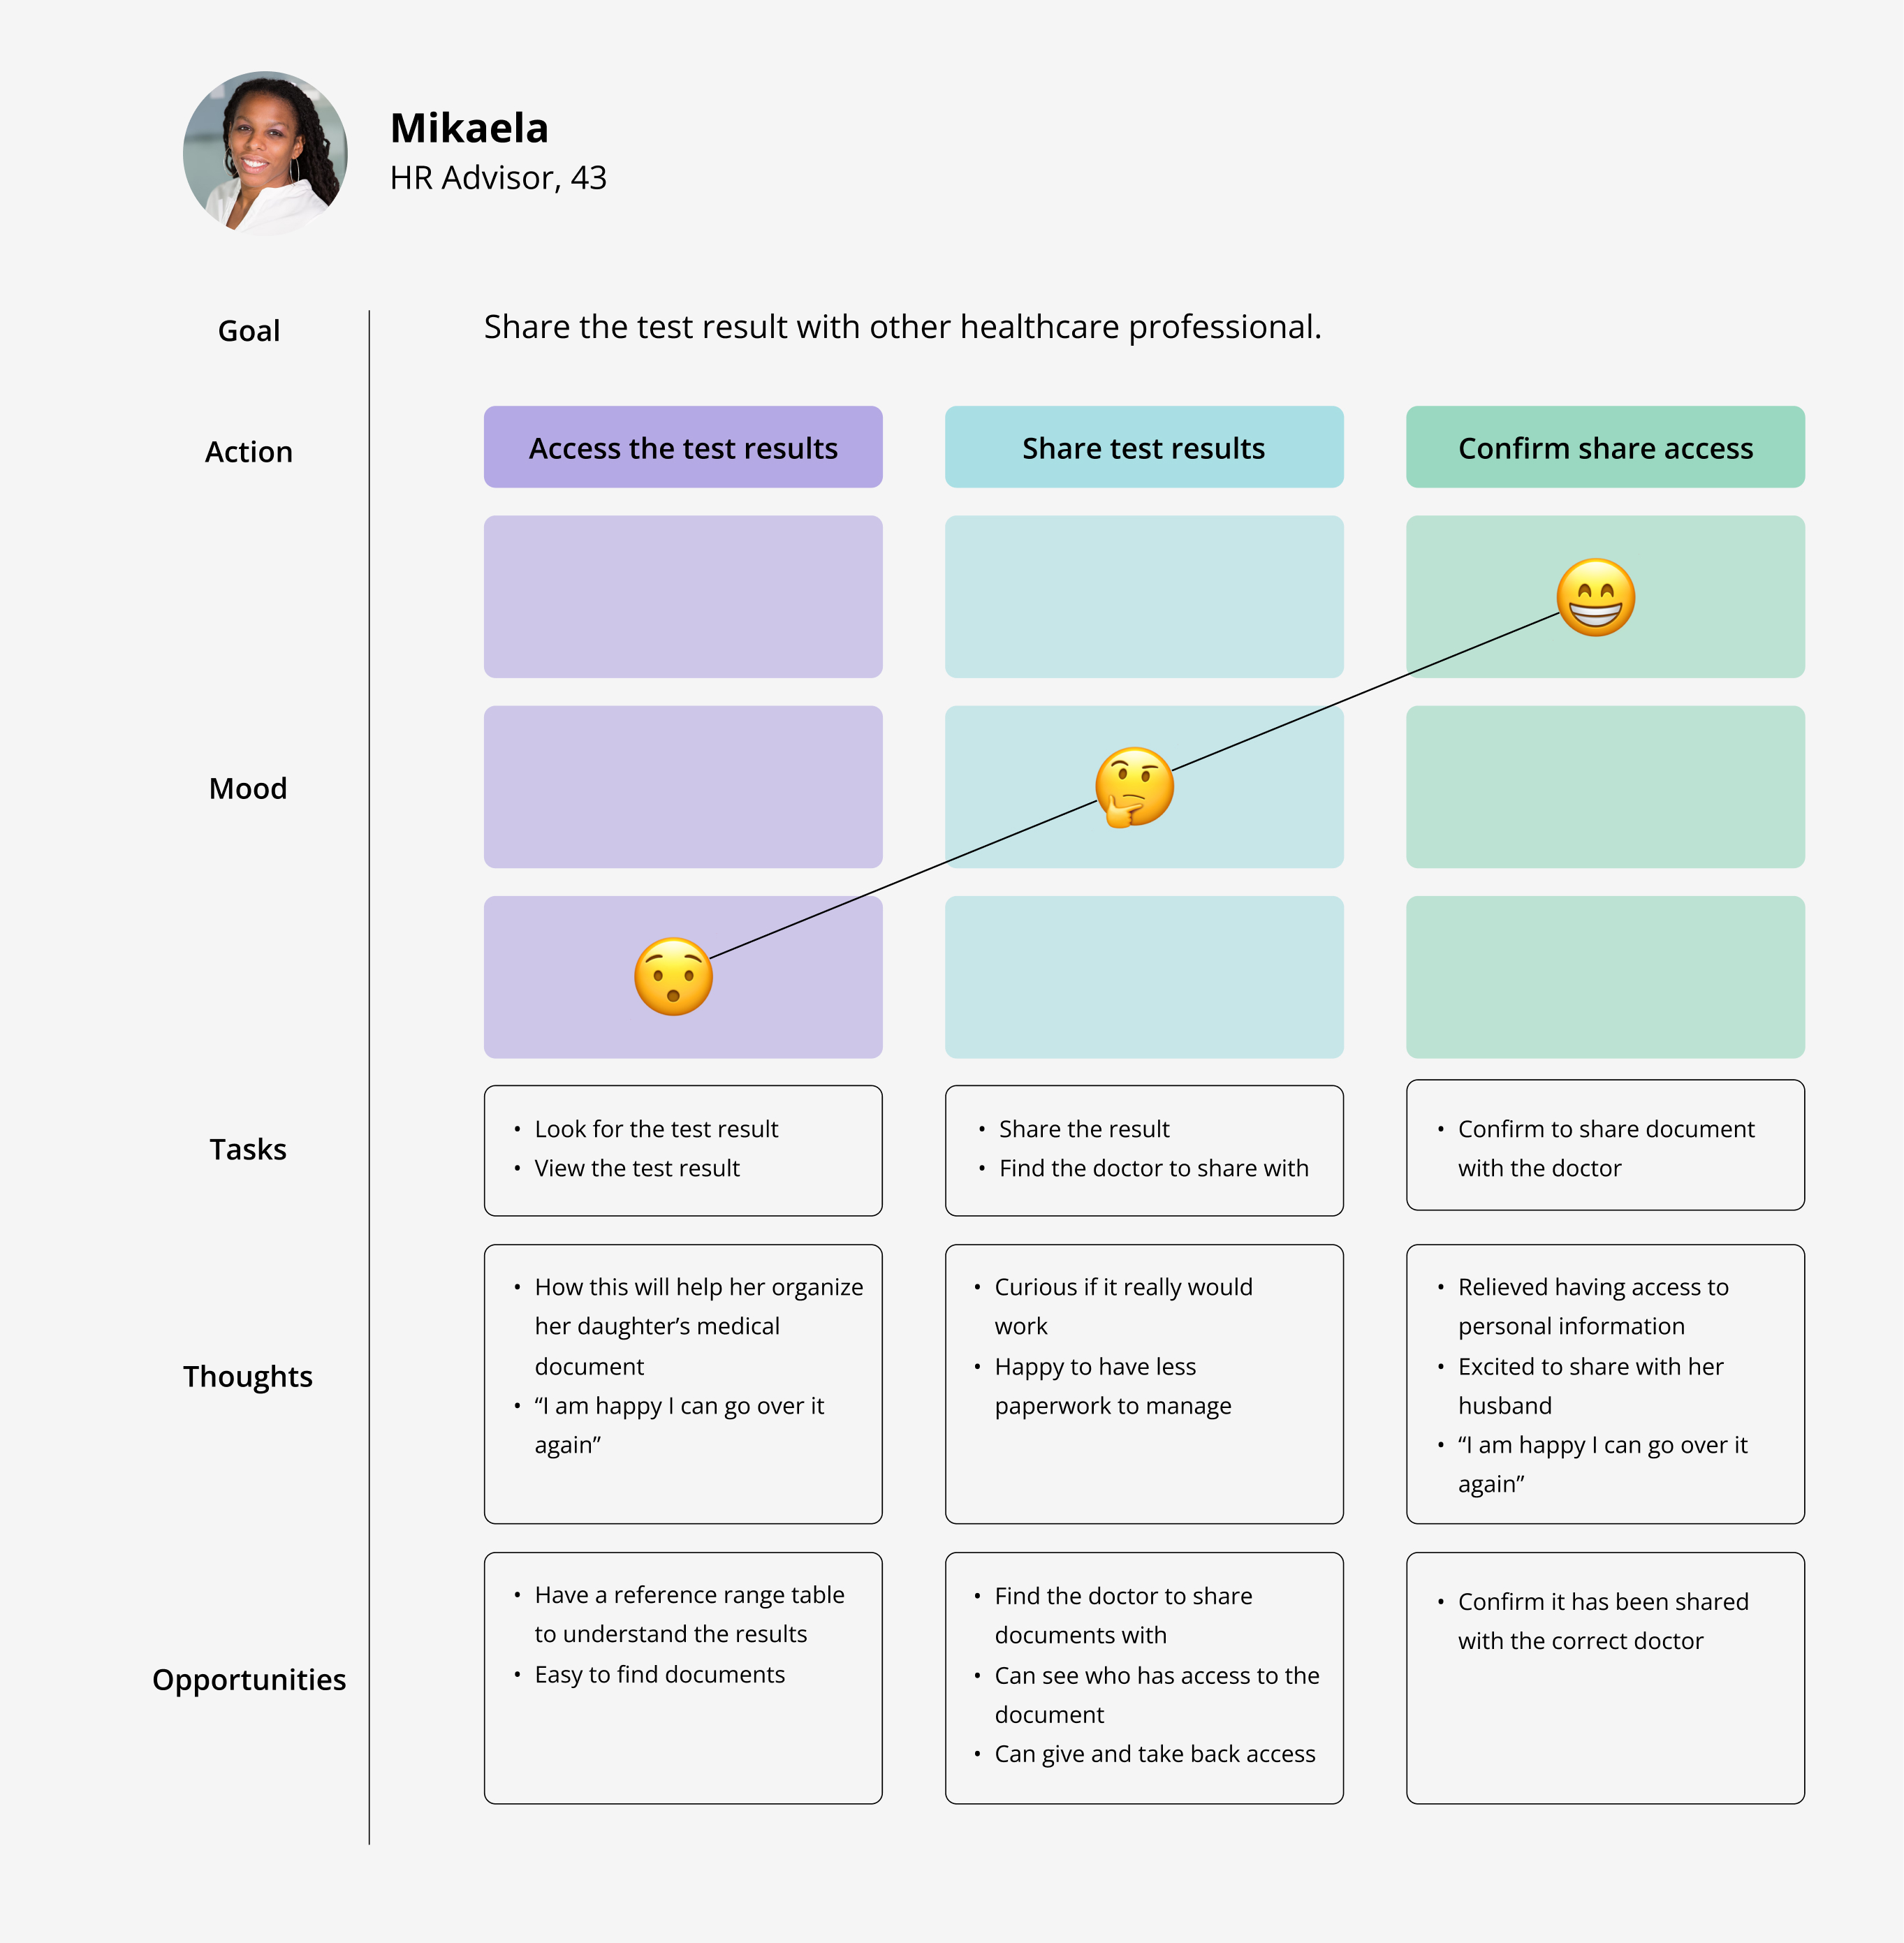 Mikaela
HR Advisor, 43
Goal
Share the test result with other healthcare professional.
Action
Access the test results
Share test results
Confirm share access
Mood
Tasks
• Look for the test result
• View the test result
• Share the result
• Find the doctor to share with
• Confirm to share document
with the doctor
Thoughts
• How this will help her organize
her daughter’s medical
document
• “I am happy I can go over it
again”
• Curious if it really would
work
• Happy to have less
paperwork to manage
• Relieved having access to
personal information
• Excited to share with her
husband
• “I am happy I can go over it
again”
Opportunities
• Have a reference range table
to understand the results
• Easy to find documents
• Find the doctor to share
documents with
• Can see who has access to the
document
• Can give and take back access
• Confirm it has been shared
with the correct doctor